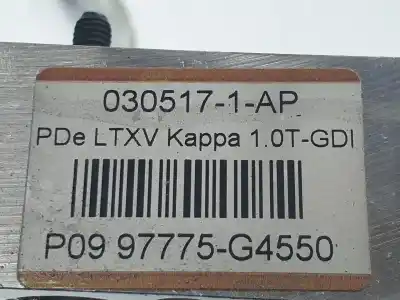 030517-1-AP
PDe LTXV Kappa 1.0T-GDI
P09 97775-G4550